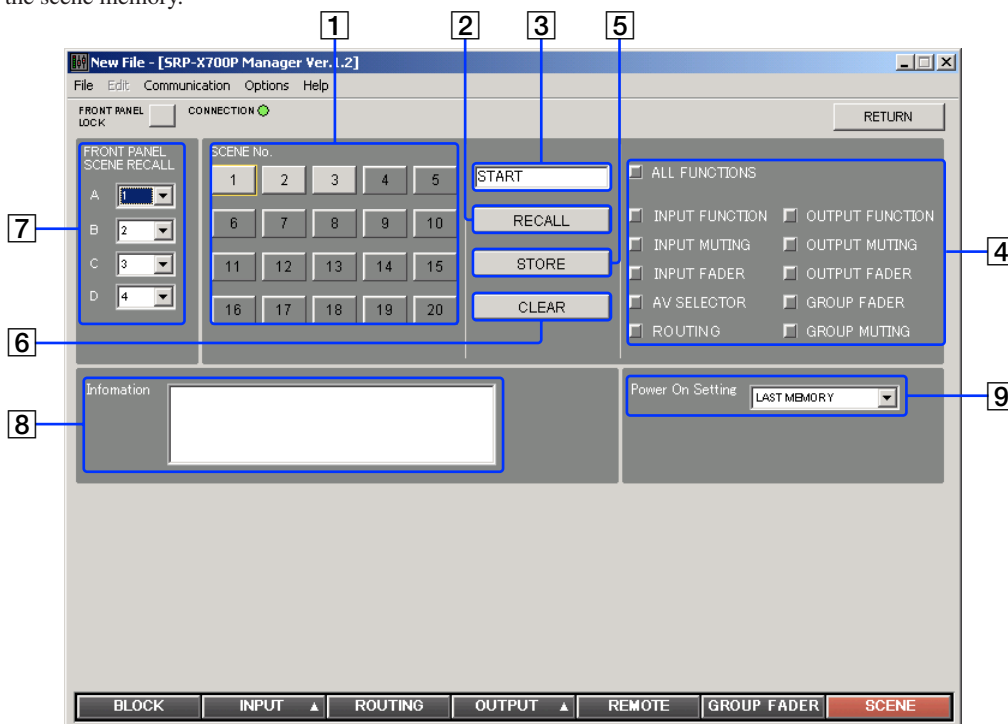 the scene memory.
1 2 3 5
New File - [SRP-X700P Manager Ver.1.2]
File Edit Communication Options Help
FRONT PANEL LOCK
CONNECTION
RETURN
7
FRONT PANEL
SCENE RECALL
A 1
B 2
C 3
D 4
SCENE No.
1 2 3 4 5
6 7 8 9 10
11 12 13 14 15
16 17 18 19 20
START
RECALL
STORE
CLEAR
ALL FUNCTIONS
INPUT FUNCTION OUTPUT FUNCTION
INPUT MUTING OUTPUT MUTING
INPUT FADER OUTPUT FADER
AV SELECTOR GROUP FADER
ROUTING GROUP MUTING
4
6
8
Infomation
Power On Setting LAST MEMORY
9
BLOCK INPUT ▲ ROUTING OUTPUT ▲ REMOTE GROUP FADER SCENE